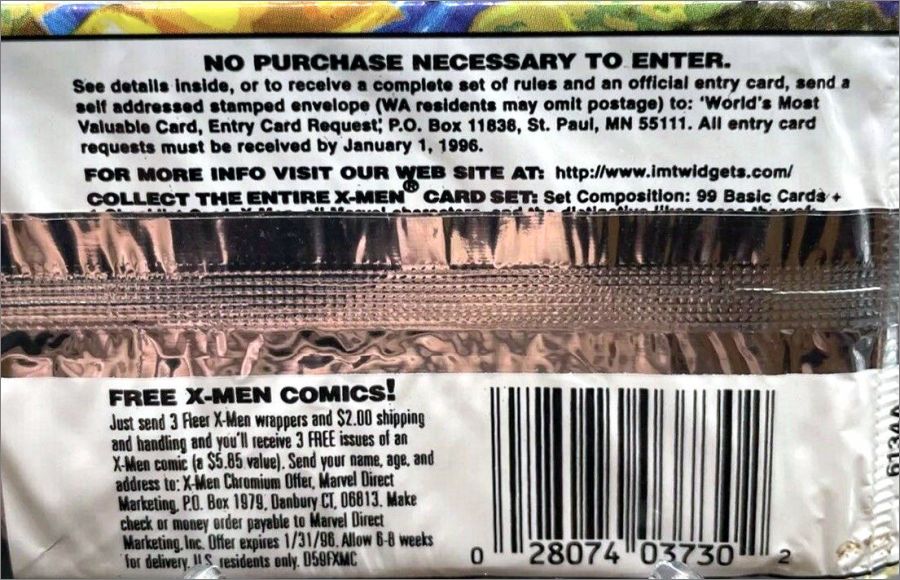 NO PURCHASE NECESSARY TO ENTER.
See details inside, or to receive a complete set of rules and an official entry card, send a
self addressed stamped envelope (WA residents may omit postage) to: 'World's Most
Valuable Card, Entry Card Request', P.O. Box 11836, St. Paul, MN 55111. All entry card
requests must be received by January 1, 1996.
FOR MORE INFO VISIT OUR WEB SITE AT: http://www.imtwidgets.com/
COLLECT THE ENTIRE X-MEN® CARD SET: Set Composition: 99 Basic Cards +
FREE X-MEN COMICS!
Just send 3 Fleer X-Men wrappers and $2.00 shipping
and handling and you'll receive 3 FREE issues of an
X-Men comic (a $5.85 value). Send your name, age, and
address to: X-Men Chromium Offer, Marvel Direct
Marketing, P.O. Box 1979, Danbury CT, 06813. Make
check or money order payable to Marvel Direct
Marketing, Inc. Offer expires 1/31/96. Allow 6-8 weeks
for delivery. U.S. residents only. D59FXMC
0 28074 03730 2